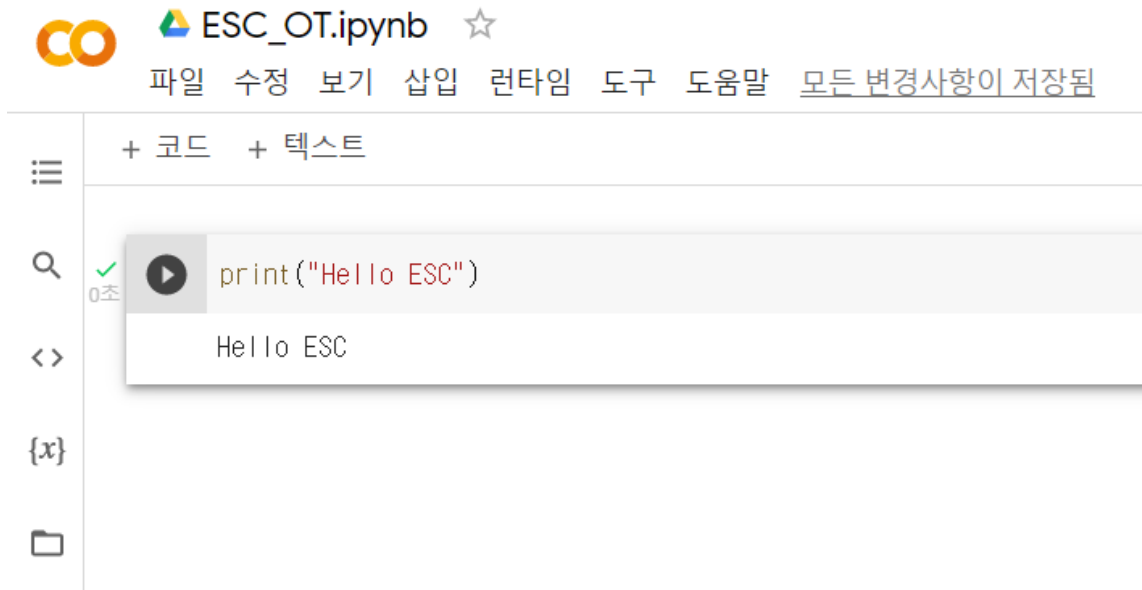 CO ESC_OT.ipynb
파일 수정 보기 삽입 런타임 도구 도움말 모든 변경사항이 저장됨
+ 코드 + 텍스트
print("Hello ESC")
0초
Hello ESC
<>
{x}